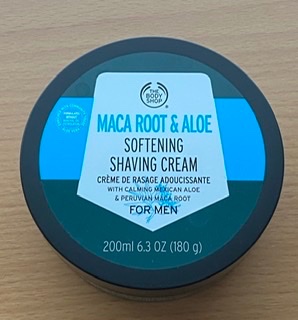 THE
BODY
SHOP
MACA ROOT & ALOE
SOFTENING
SHAVING CREAM
CRÈME DE RASAGE ADOUCISSANTE
WITH CALMING MEXICAN ALOE
& PERUVIAN MACA ROOT
FOR MEN
200ml 6.3 OZ (180 g)